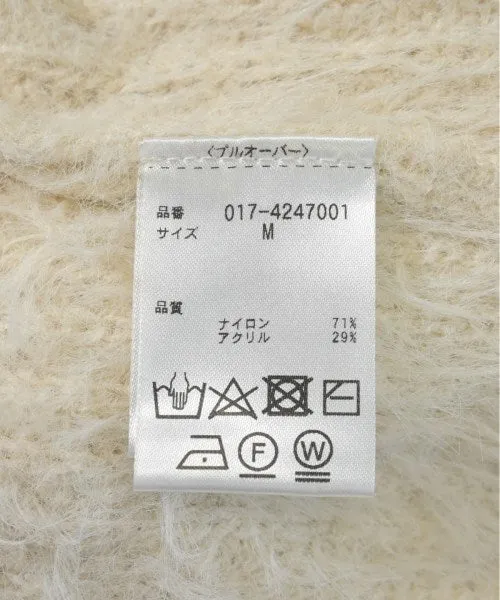 〈プルオーバー〉
品番 017-4247001
サイズ M
品質
ナイロン 71%
アクリル 29%
F W